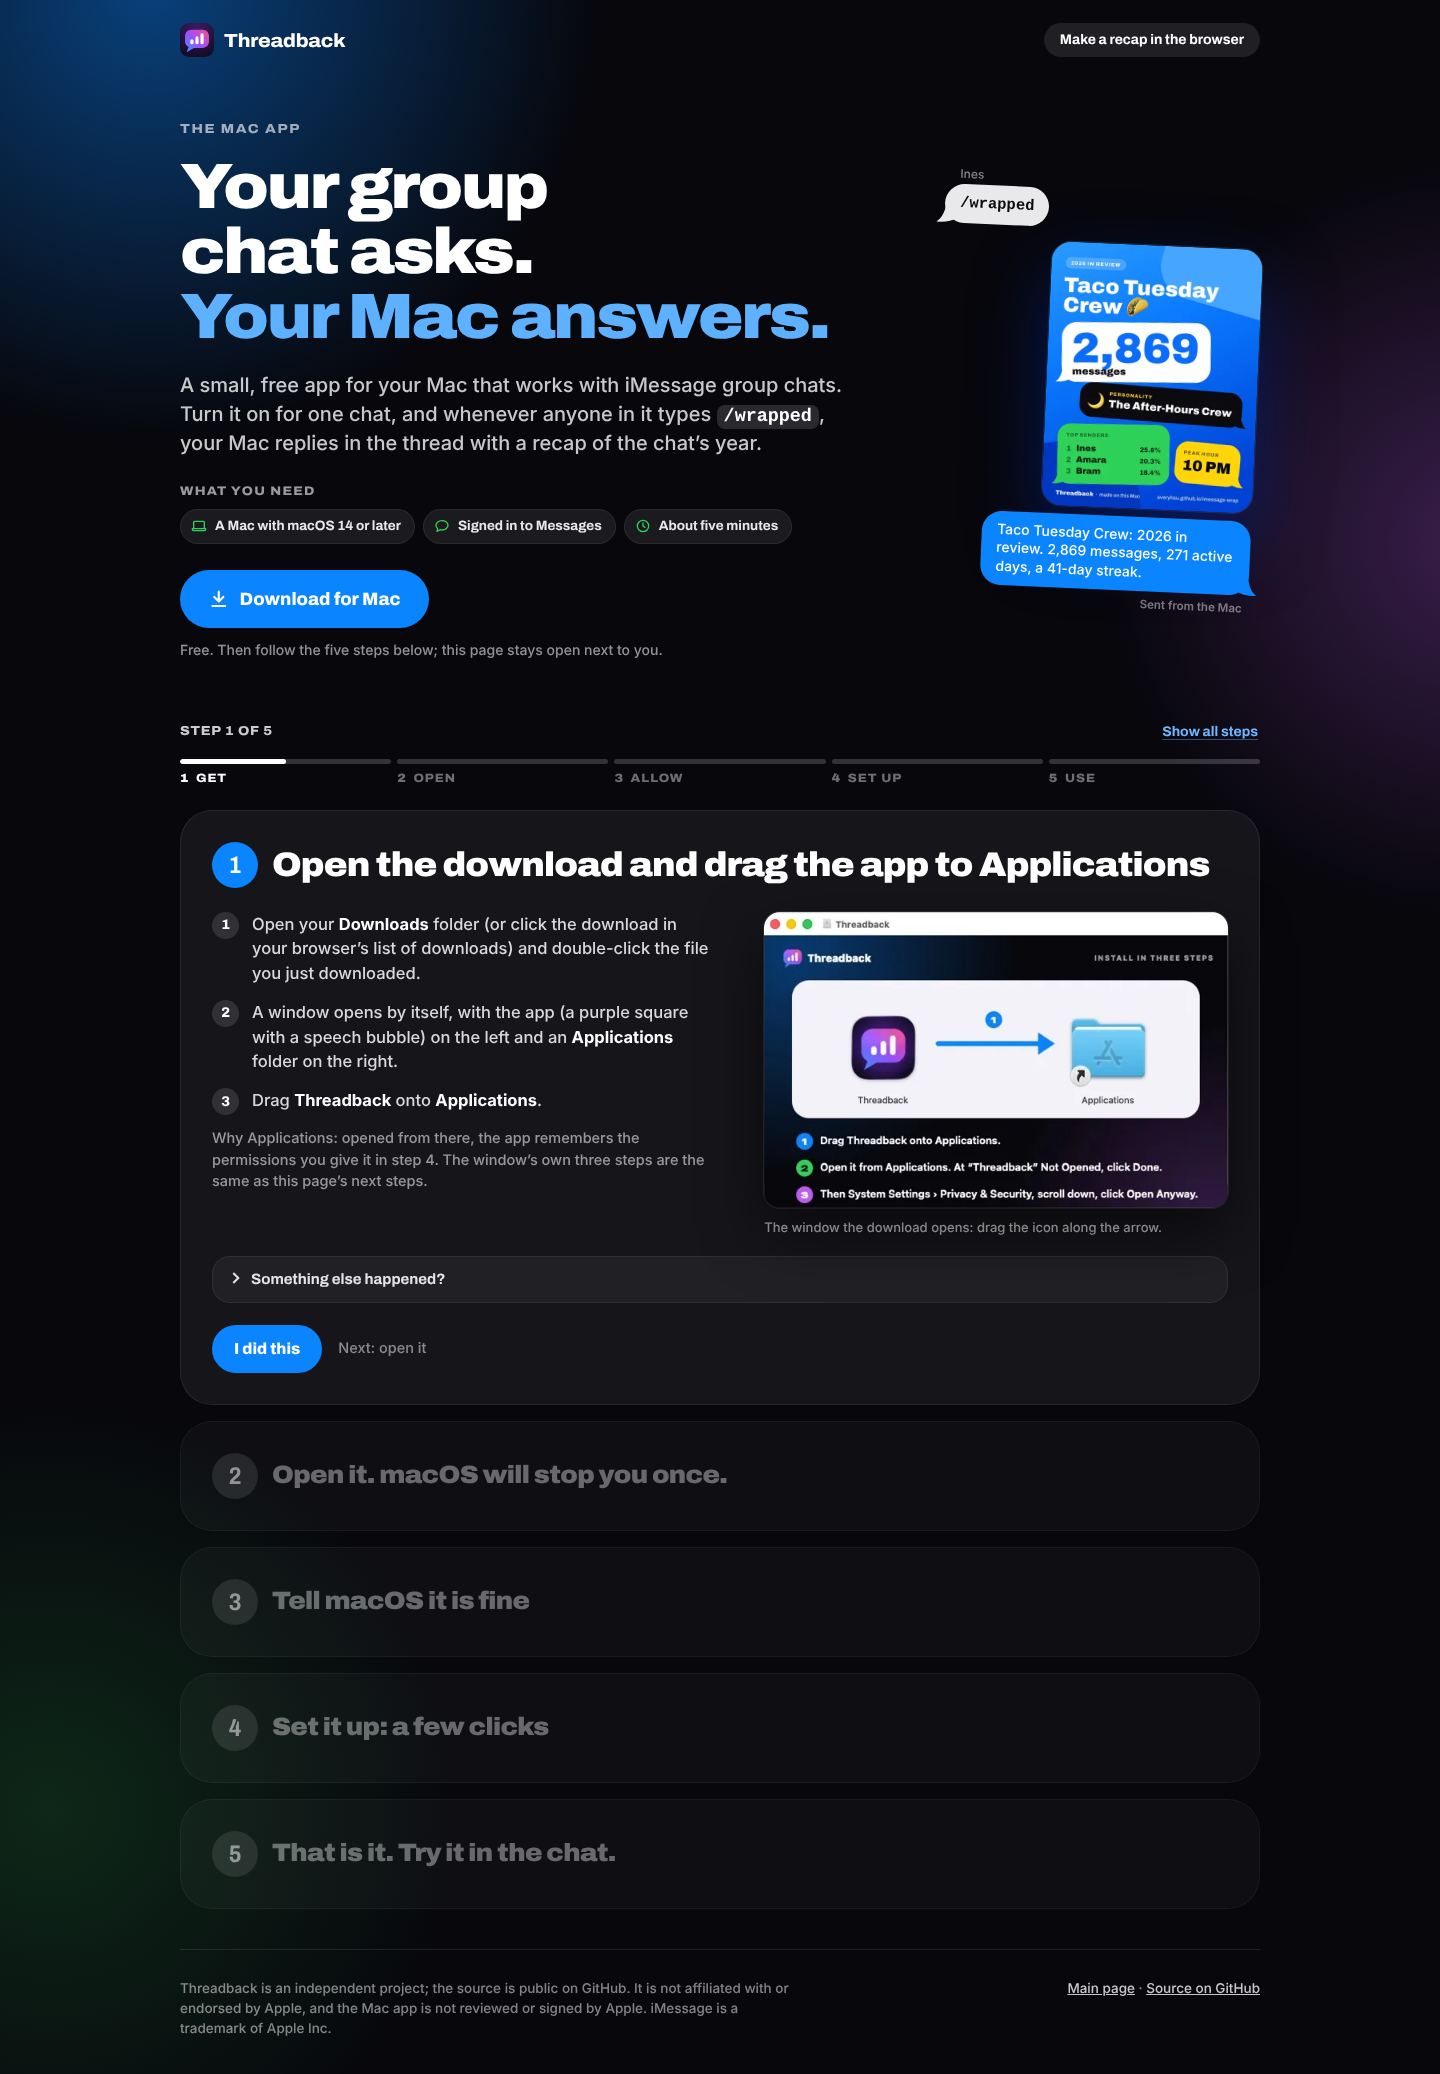 Threadback
Make a recap in the browser
THE MAC APP
Your group
chat asks.
Your Mac answers.
A small, free app for your Mac that works with iMessage group chats.
Turn it on for one chat, and whenever anyone in it types /wrapped,
your Mac replies in the thread with a recap of the chat’s year.
WHAT YOU NEED
A Mac with macOS 14 or later
Signed in to Messages
About five minutes
Download for Mac
Free. Then follow the five steps below; this page stays open next to you.
Ines
/wrapped
2026 IN REVIEW
Taco Tuesday
Crew 🌮
2,869
messages
PERSONALITY
The After-Hours Crew
TOP SENDERS
1 Ines 25.8%
2 Amara 20.3%
3 Bram 18.4%
PEAK HOUR
10 PM
Threadback · made on this Mac
averyhsu.github.io/imessage-wrap
Taco Tuesday Crew: 2026 in
review. 2,869 messages, 271 active
days, a 41-day streak.
Sent from the Mac
STEP 1 OF 5
Show all steps
1 GET
2 OPEN
3 ALLOW
4 SET UP
5 USE
1 Open the download and drag the app to Applications
1 Open your Downloads folder (or click the download in
your browser’s list of downloads) and double-click the file
you just downloaded.
2 A window opens by itself, with the app (a purple square
with a speech bubble) on the left and an Applications
folder on the right.
3 Drag Threadback onto Applications.
Why Applications: opened from there, the app remembers the
permissions you give it in step 4. The window’s own three steps are the
same as this page’s next steps.
Threadback
Threadback
INSTALL IN THREE STEPS
1
Threadback
Applications
1 Drag Threadback onto Applications.
2 Open it from Applications. At “Threadback” Not Opened, click Done.
3 Then System Settings › Privacy & Security, scroll down, click Open Anyway.
The window the download opens: drag the icon along the arrow.
Something else happened?
I did this
Next: open it
2 Open it. macOS will stop you once.
3 Tell macOS it is fine
4 Set it up: a few clicks
5 That is it. Try it in the chat.
Threadback is an independent project; the source is public on GitHub. It is not affiliated with or
endorsed by Apple, and the Mac app is not reviewed or signed by Apple. iMessage is a
trademark of Apple Inc.
Main page · Source on GitHub